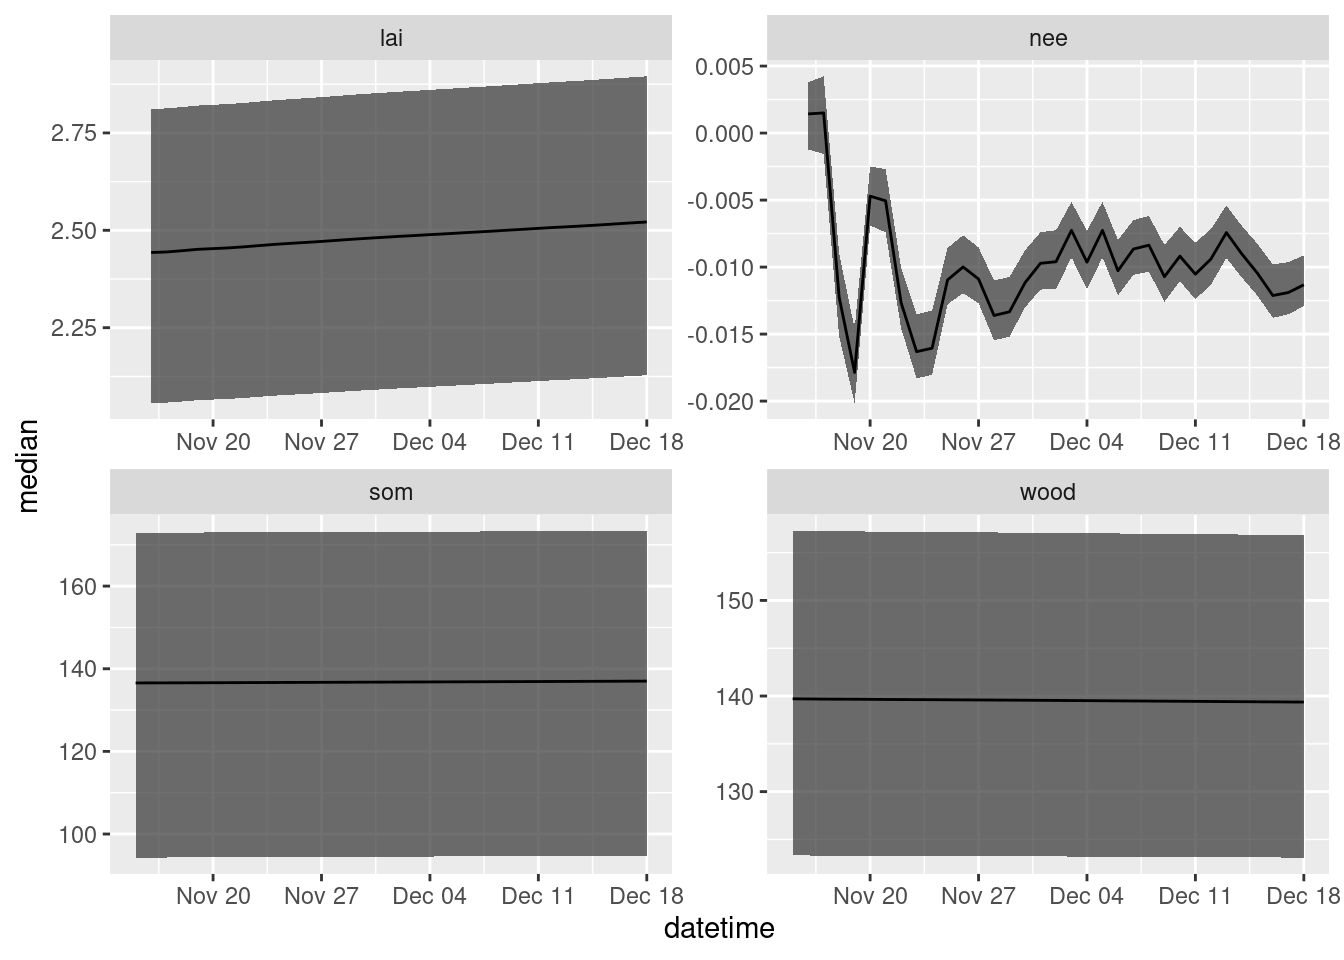 lai
nee
2.75
2.50
2.25
0.005
0.000
-0.005
-0.010
-0.015
-0.020
Nov 20 Nov 27 Dec 04 Dec 11 Dec 18
Nov 20 Nov 27 Dec 04 Dec 11 Dec 18
median
som
wood
160
140
120
100
150
140
130
Nov 20 Nov 27 Dec 04 Dec 11 Dec 18
Nov 20 Nov 27 Dec 04 Dec 11 Dec 18
datetime